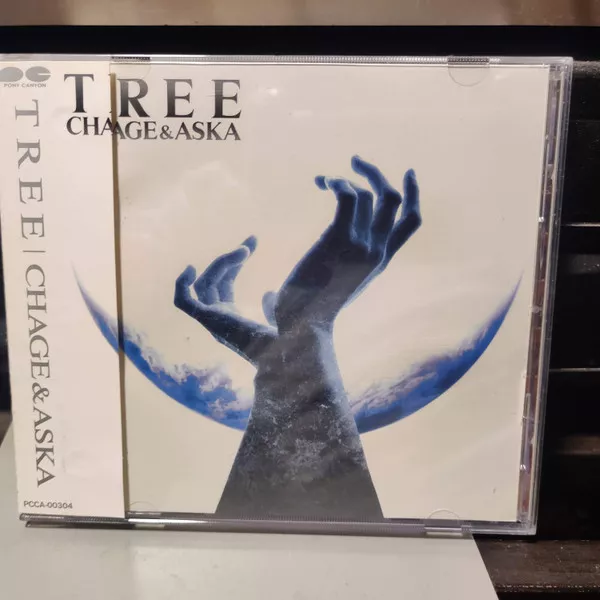 PONY CANYON
TREE | CHAGE&ASKA
PCCA-00304
TREE
CHAGE&ASKA